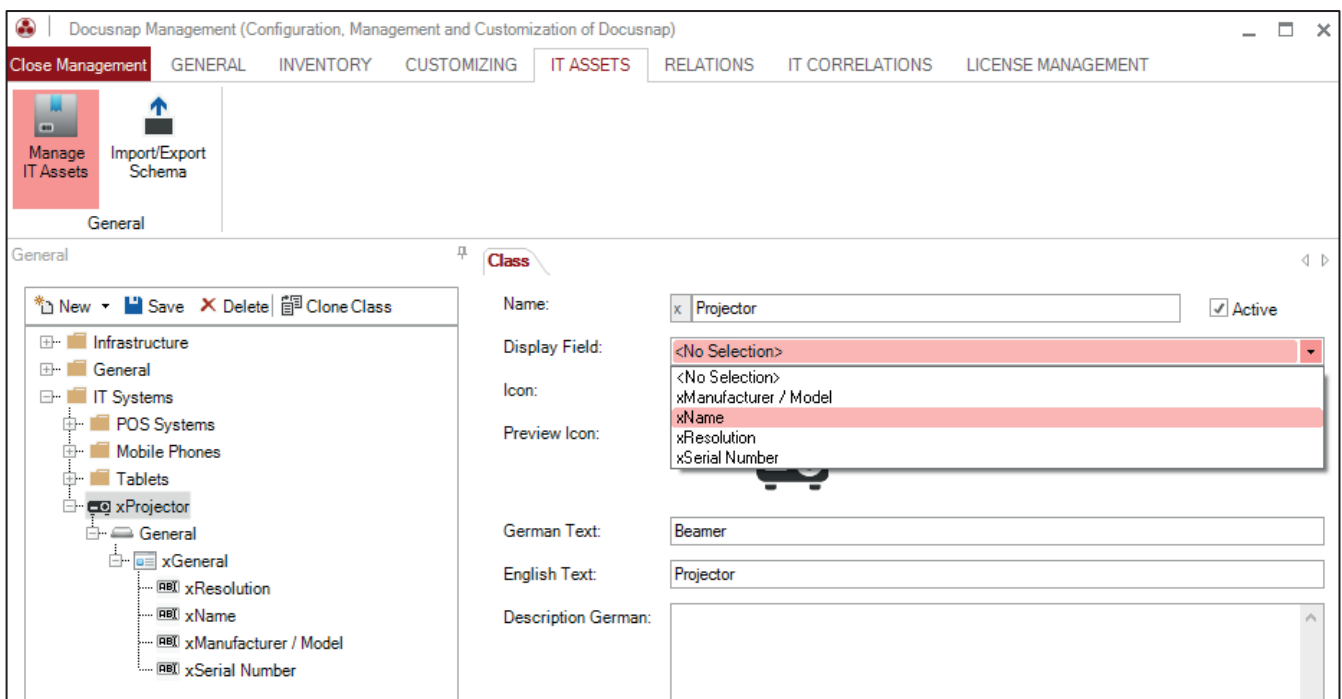 Docusnap Management (Configuration, Management and Customization of Docusnap)
Close Management GENERAL INVENTORY CUSTOMIZING IT ASSETS RELATIONS IT CORRELATIONS LICENSE MANAGEMENT
Manage IT Assets
Import/Export Schema
General
General
New Save Delete Clone Class
Infrastructure
General
IT Systems
POS Systems
Mobile Phones
Tablets
xProjector
General
xGeneral
ABI xResolution
ABI xName
ABI xManufacturer / Model
ABI xSerial Number
Class
Name: x Projector Active
Display Field: <No Selection>
<No Selection>
xManufacturer / Model
xName
xResolution
xSerial Number
Icon:
Preview Icon:
German Text: Beamer
English Text: Projector
Description German: